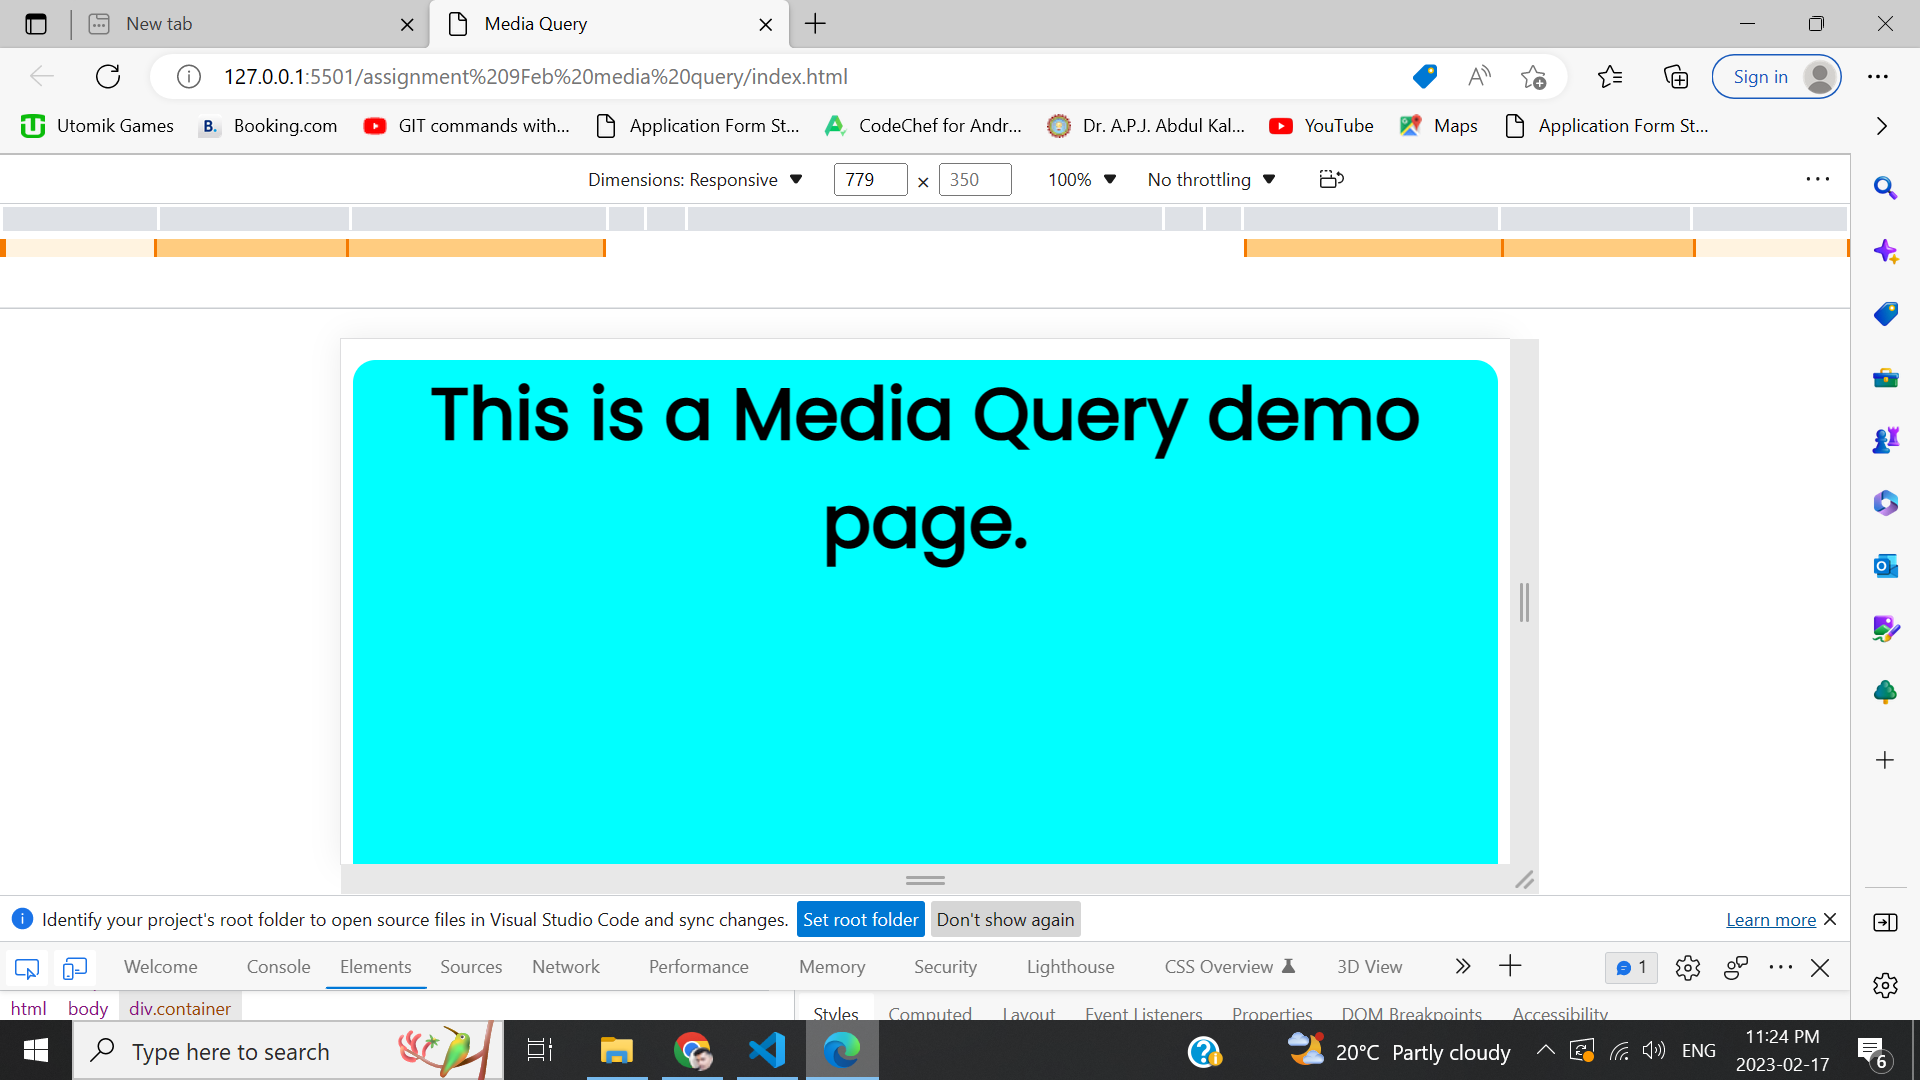 New tab
Media Query
127.0.0.1:5501/assignment%209Feb%20media%20query/index.html
Sign in
Utomik Games
B. Booking.com
GIT commands with...
Application Form St...
CodeChef for Andr...
Dr. A.P.J. Abdul Kal...
YouTube
Maps
Application Form St...
Dimensions: Responsive 779 × 350 100% No throttling
This is a Media Query demo
page.
Identify your project's root folder to open source files in Visual Studio Code and sync changes. Set root folder Don't show again Learn more
Welcome Console Elements Sources Network Performance Memory Security Lighthouse CSS Overview 3D View 1
html body div.container
Styles Computed Layout Event Listeners Properties DOM Breakpoints Accessibility
Type here to search
20°C Partly cloudy
ENG
11:24 PM
2023-02-17
6